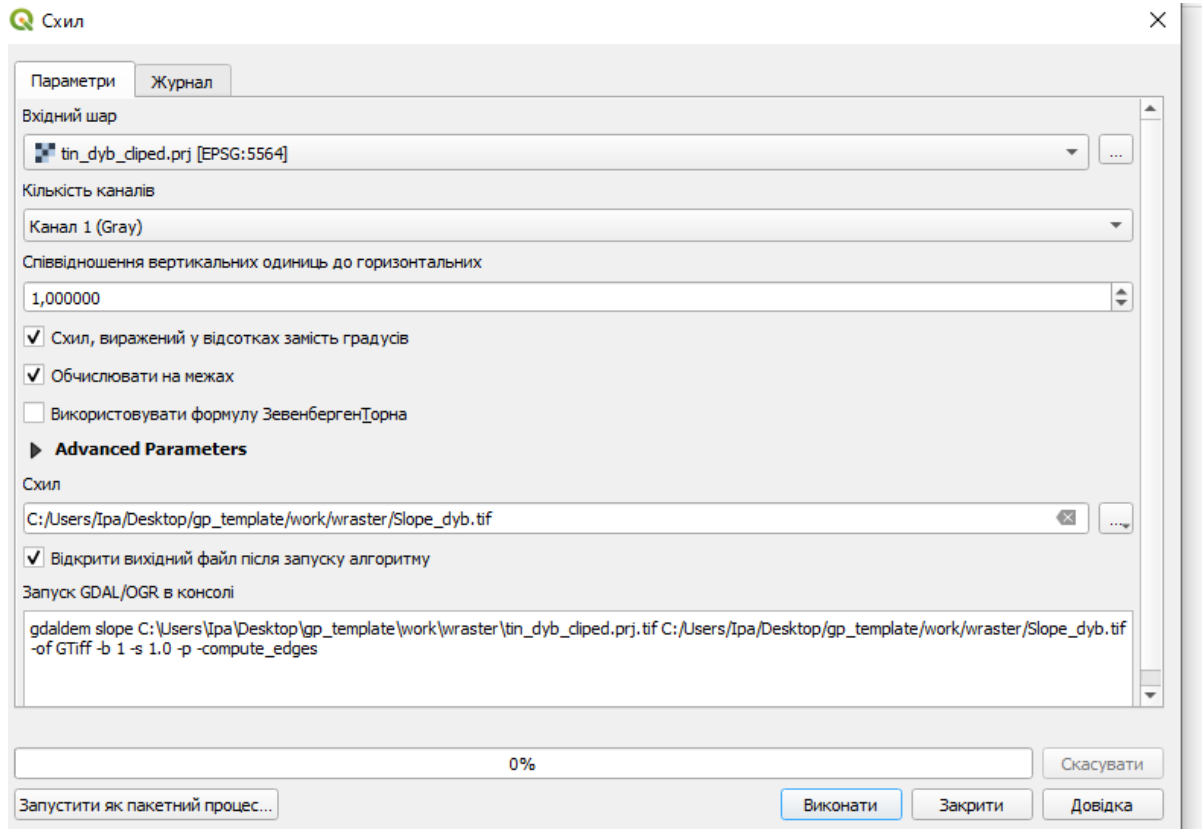 Схил
Параметри
Журнал
Вхідний шар
tin_dyb_cliped.prj [EPSG:5564]
...
Кількість каналів
Канал 1 (Gray)
Співвідношення вертикальних одиниць до горизонтальних
1,000000
Схил, виражений у відсотках замість градусів
Обчислювати на межах
Використовувати формулу ЗевенбергенТорна
Advanced Parameters
Схил
C:/Users/Ipa/Desktop/gp_template/work/wraster/Slope_dyb.tif
...
Відкрити вихідний файл після запуску алгоритму
Запуск GDAL/OGR в консолі
gdaldem slope C:\Users\Ipa\Desktop\gp_template\work\wraster\tin_dyb_cliped.prj.tif C:/Users/Ipa/Desktop/gp_template/work/wraster/Slope_dyb.tif
-of GTiff -b 1 -s 1.0 -p -compute_edges
0%
Скасувати
Запустити як пакетний процес...
Виконати
Закрити
Довідка